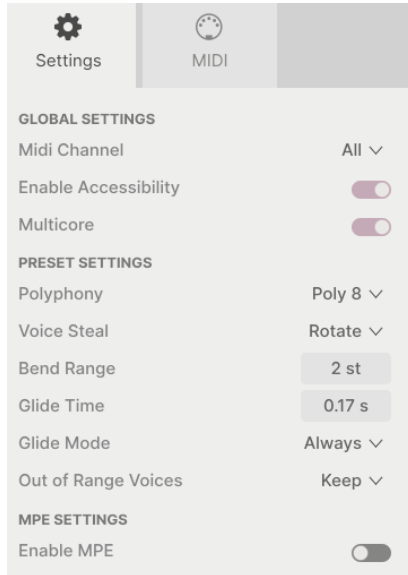 Settings MIDI
GLOBAL SETTINGS
Midi Channel All
Enable Accessibility
Multicore
PRESET SETTINGS
Polyphony Poly 8
Voice Steal Rotate
Bend Range 2 st
Glide Time 0.17 s
Glide Mode Always
Out of Range Voices Keep
MPE SETTINGS
Enable MPE